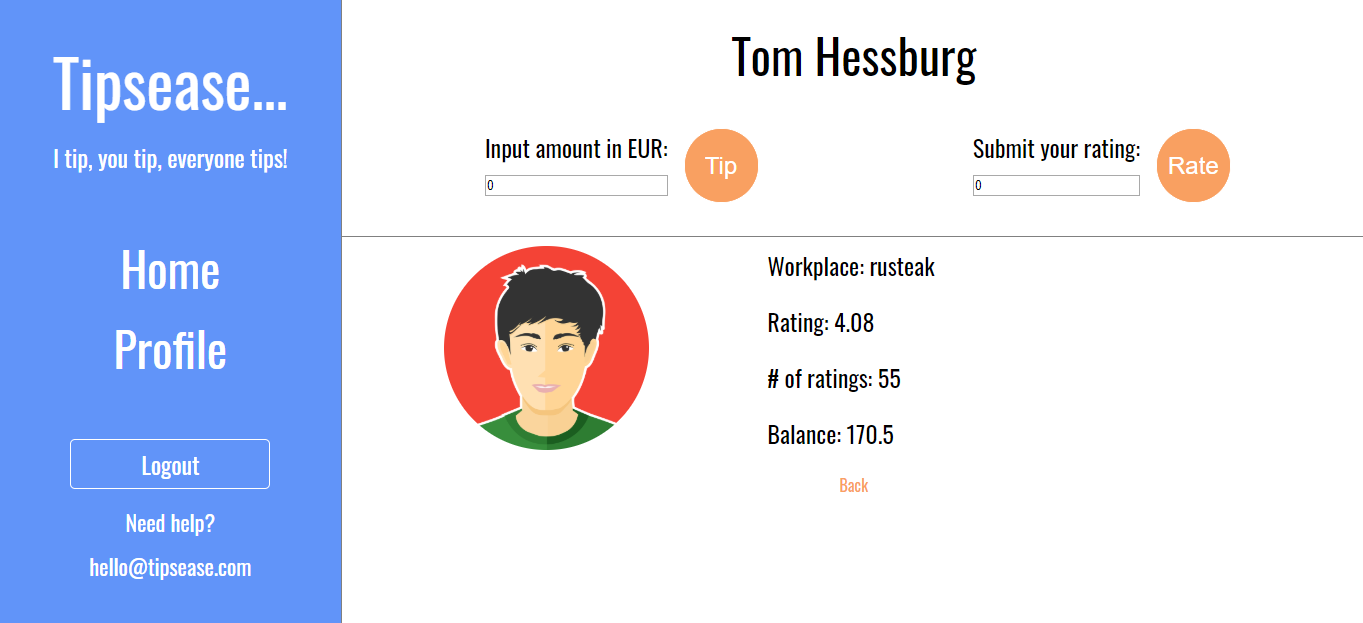 Tipsease...
I tip, you tip, everyone tips!
Home
Profile
Logout
Need help?
hello@tipsease.com
Tom Hessburg
Input amount in EUR:
0
Tip
Submit your rating:
0
Rate
Workplace: rusteak
Rating: 4.08
# of ratings: 55
Balance: 170.5
Back